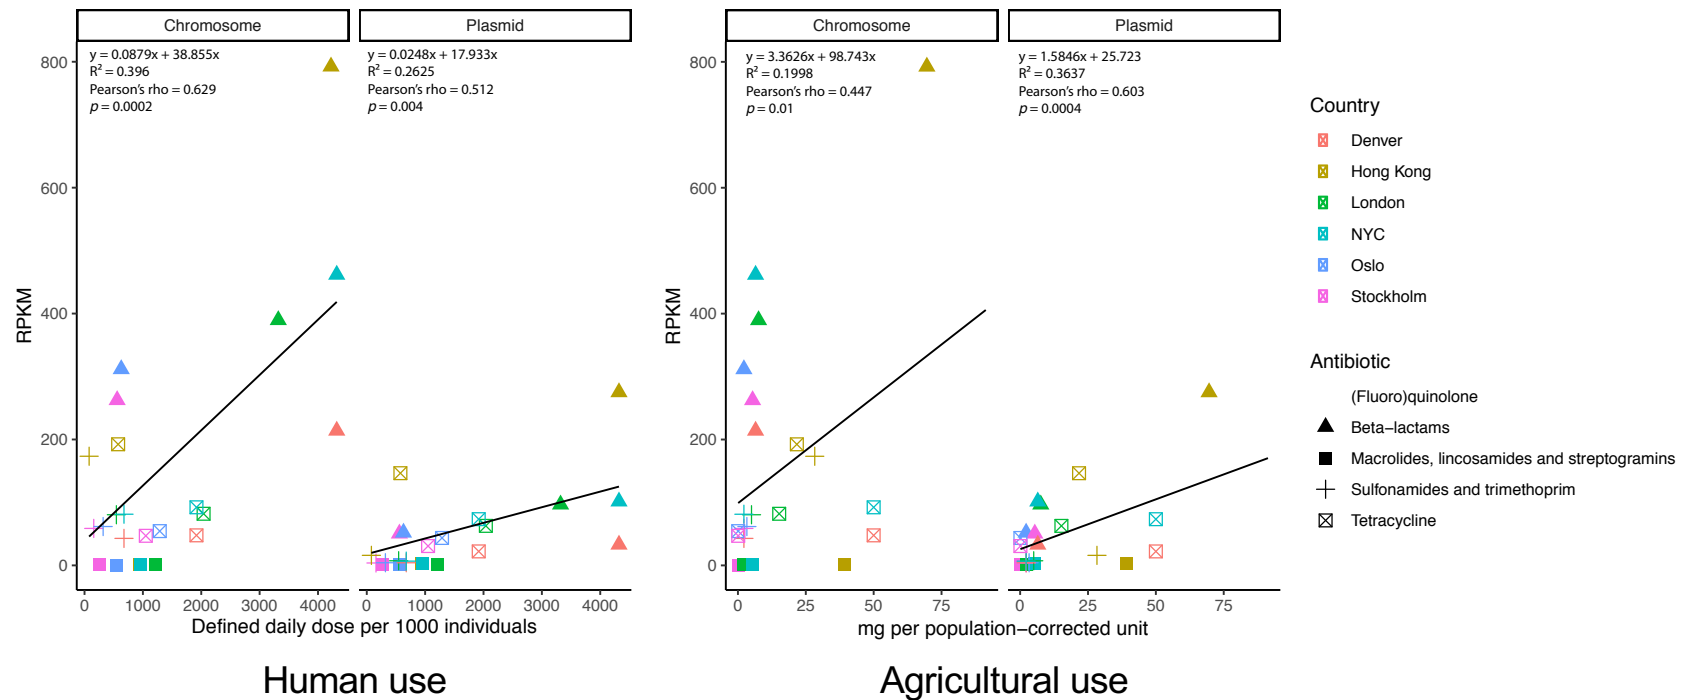 Chromosome
Plasmid
Chromosome
Plasmid
y = 0.0879x + 38.855x
R² = 0.396
Pearson's rho = 0.629
p = 0.0002
y = 0.0248x + 17.933x
R² = 0.2625
Pearson's rho = 0.512
p = 0.004
y = 3.3626x + 98.743x
R² = 0.1998
Pearson's rho = 0.447
p = 0.01
y = 1.5846x + 25.723
R² = 0.3637
Pearson's rho = 0.603
p = 0.0004
RPKM
800
600
400
200
0
0 1000 2000 3000 4000
0 1000 2000 3000 4000
Defined daily dose per 1000 individuals
Human use
RPKM
800
600
400
200
0
0 25 50 75
0 25 50 75
mg per population−corrected unit
Agricultural use
Country
Denver
Hong Kong
London
NYC
Oslo
Stockholm
Antibiotic
(Fluoro)quinolone
Beta−lactams
Macrolides, lincosamides and streptogramins
Sulfonamides and trimethoprim
Tetracycline